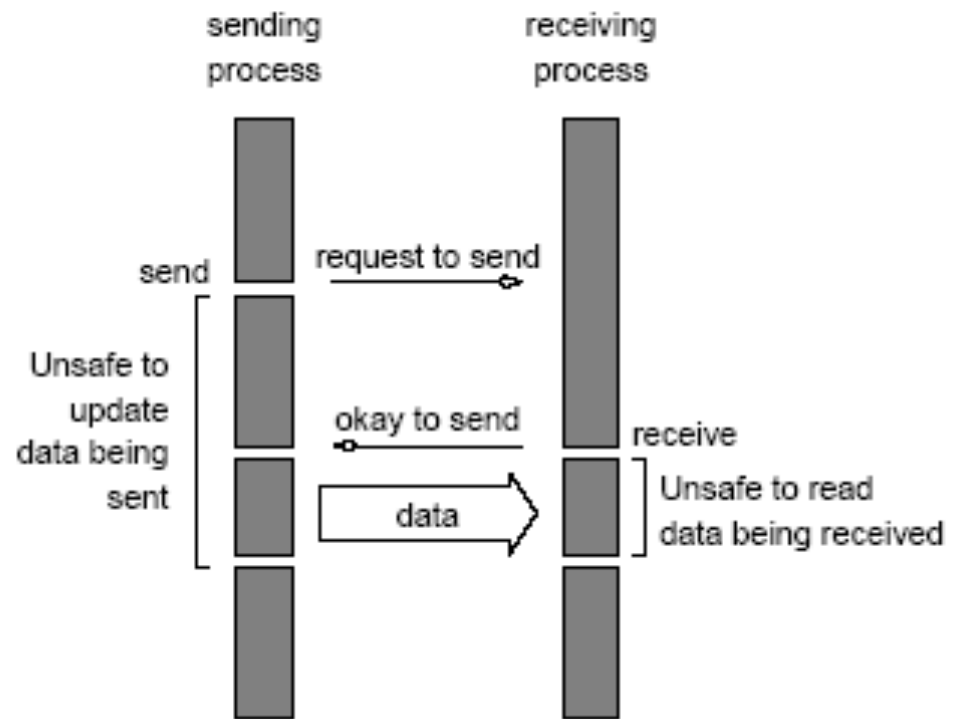 sending
process
receiving
process
send
request to send
Unsafe to
update
data being
sent
okay to send
receive
data
Unsafe to read
data being received